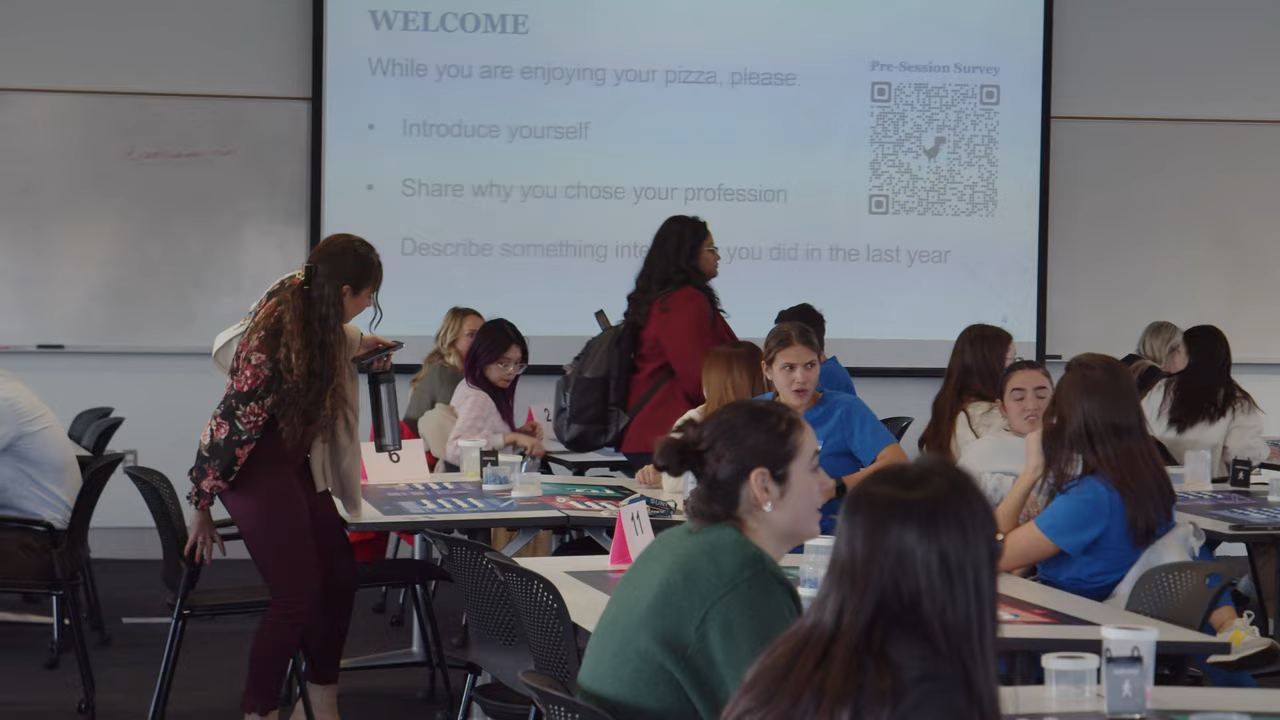 WELCOME
While you are enjoying your pizza, please:
Pre-Session Survey
• Introduce yourself
• Share why you chose your profession
Describe something you did in the last year
2
11